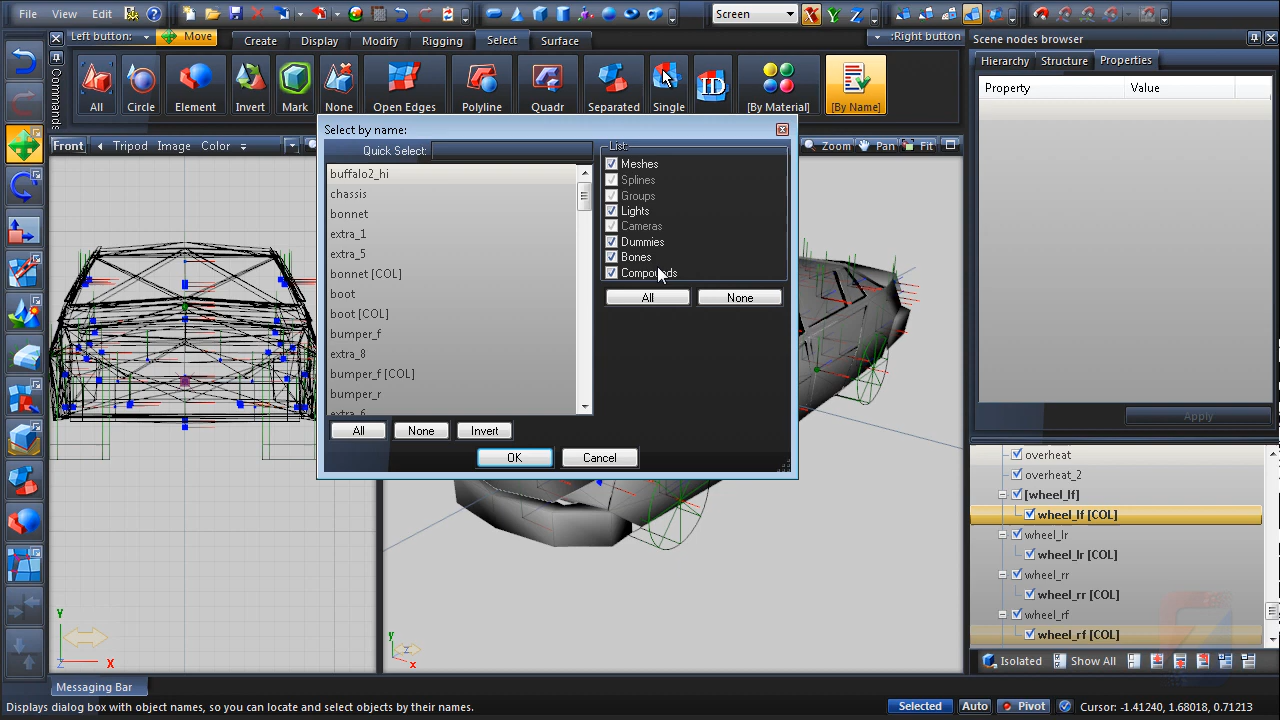 File View Edit
Screen
X Y Z
Left button: Move
Create Display Modify Rigging Select Surface
:Right button
Scene nodes browser
Hierarchy Structure Properties
Commands
All Circle Element Invert Mark None Open Edges Polyline Quadr Separated Single ID [By Material] [By Name]
Property Value
Front Tripod Image Color
Zoom Pan Fit
Select by name:
Quick Select:
List:
buffalo2_hi
chassis
bonnet
extra_1
extra_5
bonnet [COL]
boot
boot [COL]
bumper_f
extra_8
bumper_f [COL]
bumper_r
extra_6
Meshes
Splines
Groups
Lights
Cameras
Dummies
Bones
Compounds
All None
All None Invert
OK Cancel
Apply
overheat
overheat_2
[wheel_lf]
wheel_lf [COL]
wheel_lr
wheel_lr [COL]
wheel_rr
wheel_rr [COL]
wheel_rf
wheel_rf [COL]
Y
Z X
y
z
x
Isolated Show All
Messaging Bar
Displays dialog box with object names, so you can locate and select objects by their names.
Selected Auto Pivot Cursor: -1.41240, 1.68018, 0.71213